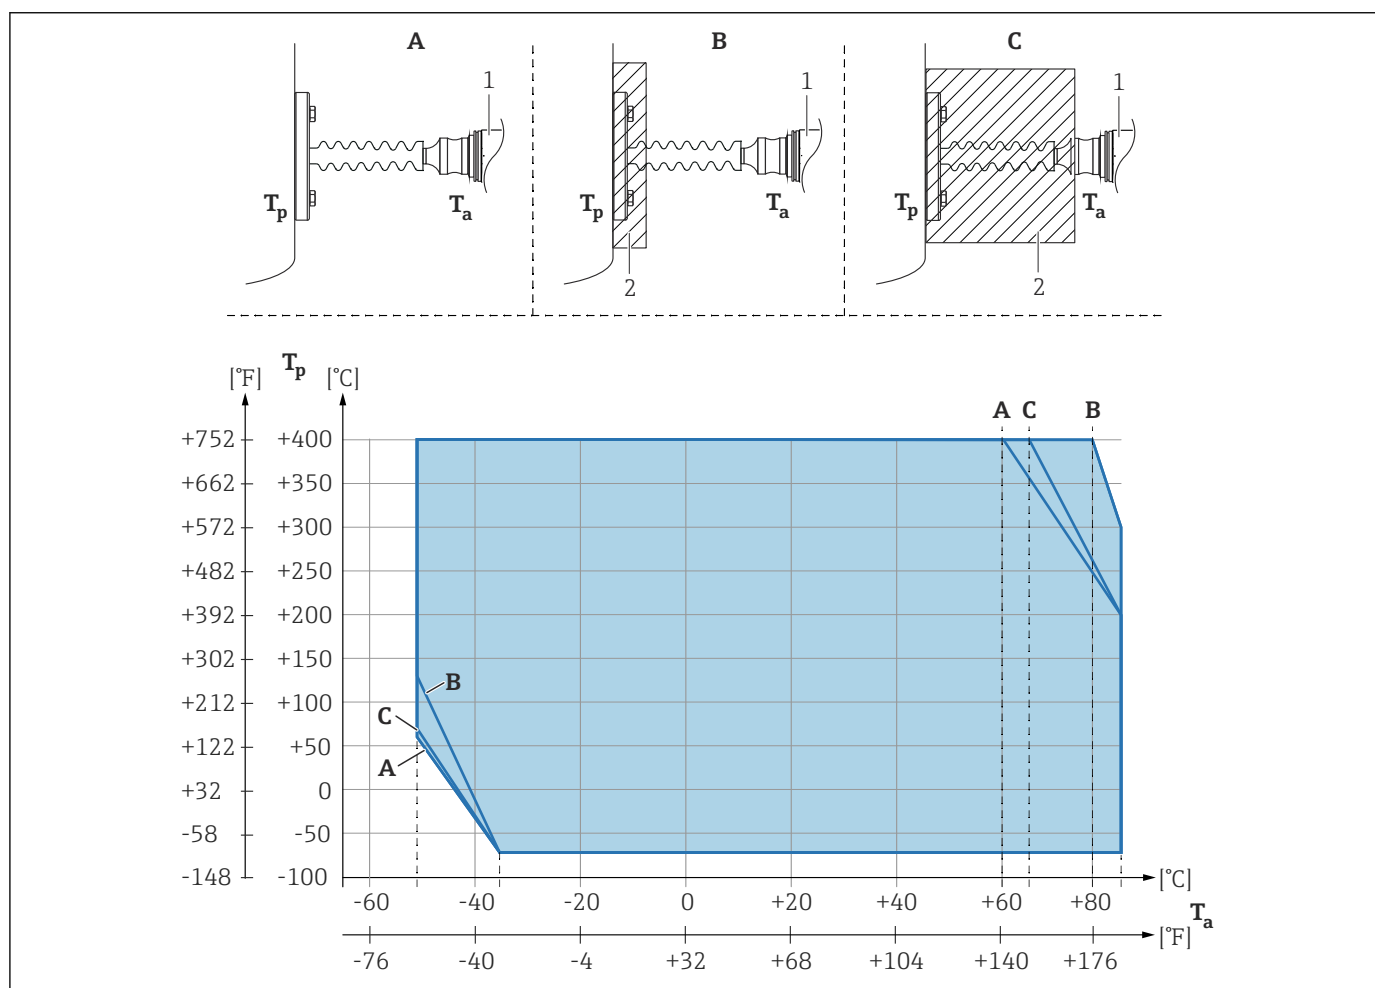 A B C
1 1 1
Tp Ta Tp Ta Tp Ta
2 2
Tp
[°F] [°C]
A C B
+752 +400
+662 +350
+572 +300
+482 +250
+392 +200
+302 +150
B
+212 +100
C
+122 +50
A
+32 0
-58 -50
-148 -100
[°C]
-60 -40 -20 0 +20 +40 +60 +80
Ta
[°F]
-76 -40 -4 +32 +68 +104 +140 +176